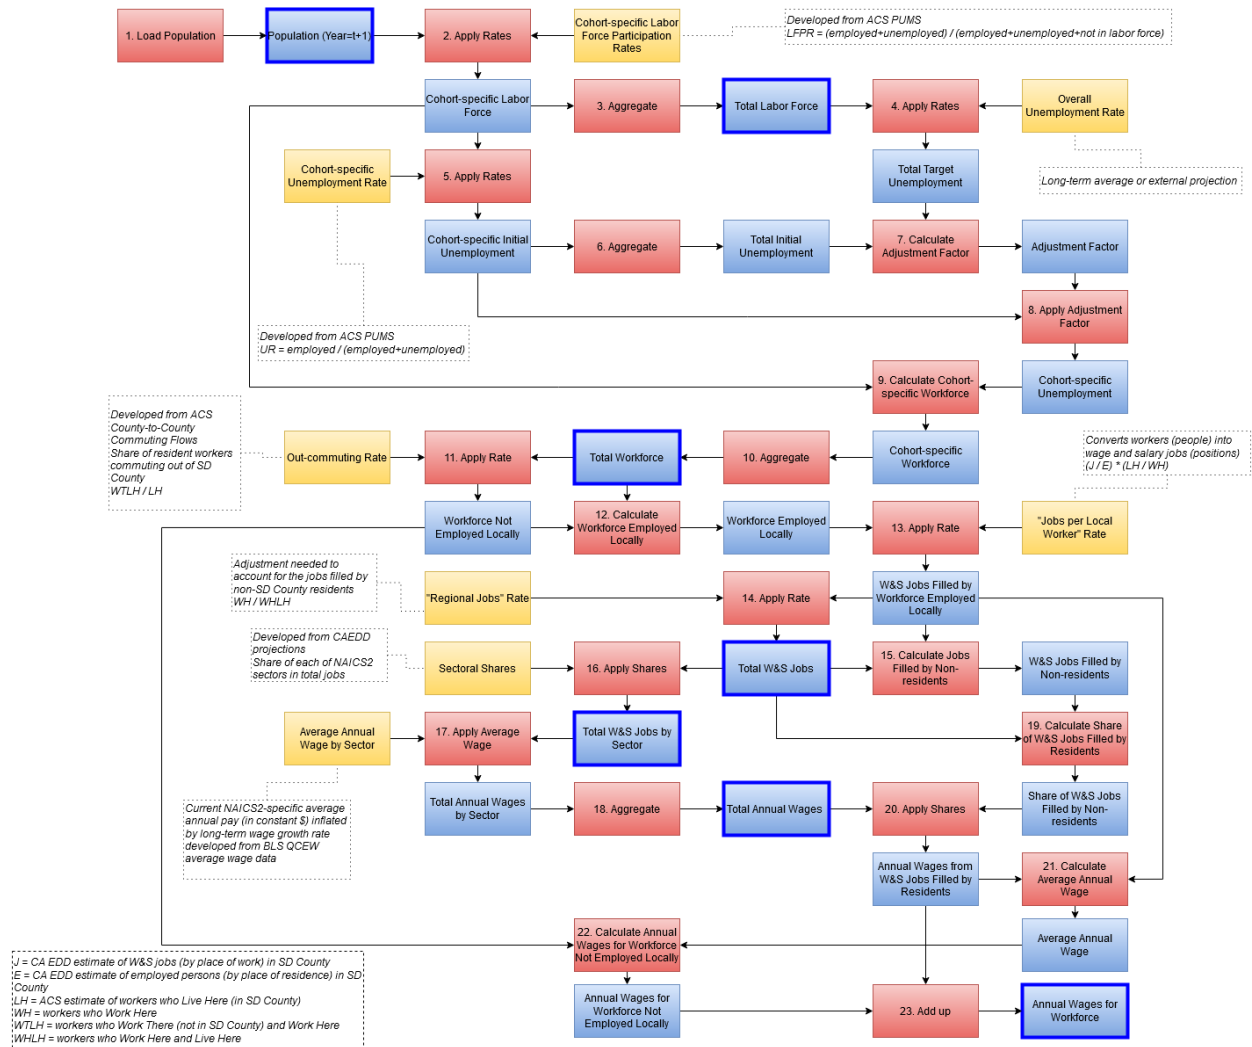 1. Load Population
Population (Year=t+1)
2. Apply Rates
Cohort-specific Labor
Force Participation
Rates
Developed from ACS PUMS
LFPR = (employed+unemployed) / (employed+unemployed+not in labor force)
Cohort-specific Labor
Force
3. Aggregate
Total Labor Force
4. Apply Rates
Overall
Unemployment Rate
Cohort-specific
Unemployment Rate
5. Apply Rates
Total Target
Unemployment
Long-term average or external projection
Cohort-specific Initial
Unemployment
6. Aggregate
Total Initial
Unemployment
7. Calculate
Adjustment Factor
Adjustment Factor
8. Apply Adjustment
Factor
Developed from ACS PUMS
UR = employed / (employed+unemployed)
9. Calculate Cohort-
specific Workforce
Cohort-specific
Unemployment
Developed from ACS
County-to-County
Commuting Flows
Share of resident workers
commuting out of SD
County
WTLH / LH
Out-commuting Rate
11. Apply Rate
Total Workforce
10. Aggregate
Cohort-specific
Workforce
Converts workers (people) into
wage and salary jobs (positions)
(J / E) * (LH / WH)
Workforce Not
Employed Locally
12. Calculate
Workforce Employed
Locally
Workforce Employed
Locally
13. Apply Rate
"Jobs per Local
Worker" Rate
Adjustment needed to
account for the jobs filled by
non-SD County residents
WH / WHLH
"Regional Jobs" Rate
14. Apply Rate
W&S Jobs Filled by
Workforce Employed
Locally
Developed from CAEDD
projections
Share of each of NAICS2
sectors in total jobs
Sectoral Shares
16. Apply Shares
Total W&S Jobs
15. Calculate Jobs
Filled by Non-
residents
W&S Jobs Filled by
Non-residents
Average Annual
Wage by Sector
17. Apply Average
Wage
Total W&S Jobs by
Sector
19. Calculate Share
of W&S Jobs Filled by
Residents
Current NAICS2-specific average
annual pay (in constant $) inflated
by long-term wage growth rate
developed from BLS QCEW
average wage data
Total Annual Wages
by Sector
18. Aggregate
Total Annual Wages
20. Apply Shares
Share of W&S Jobs
Filled by Non-
residents
Annual Wages from
W&S Jobs Filled by
Residents
21. Calculate
Average Annual
Wage
22. Calculate Annual
Wages for Workforce
Not Employed Locally
Average Annual
Wage
J = CA EDD estimate of W&S jobs (by place of work) in SD County
E = CA EDD estimate of employed persons (by place of residence) in SD
County
LH = ACS estimate of workers who Live Here (in SD County)
WH = workers who Work Here
WTLH = workers who Work There (not in SD County) and Work Here
WHLH = workers who Work Here and Live Here
Annual Wages for
Workforce Not
Employed Locally
23. Add up
Annual Wages for
Workforce